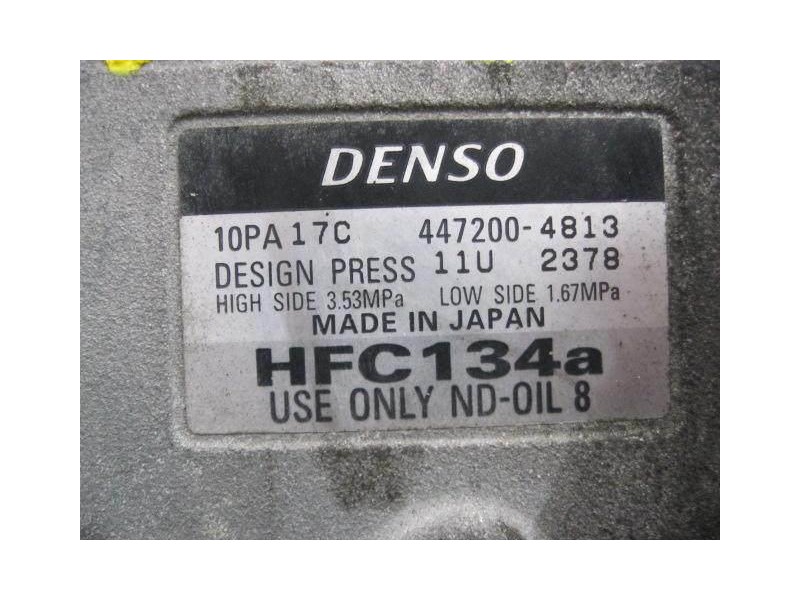 DENSO
10PA17C 447200-4813
DESIGN PRESS 11U 2378
HIGH SIDE 3.53MPa LOW SIDE 1.67MPa
MADE IN JAPAN
HFC134a
USE ONLY ND-OIL 8